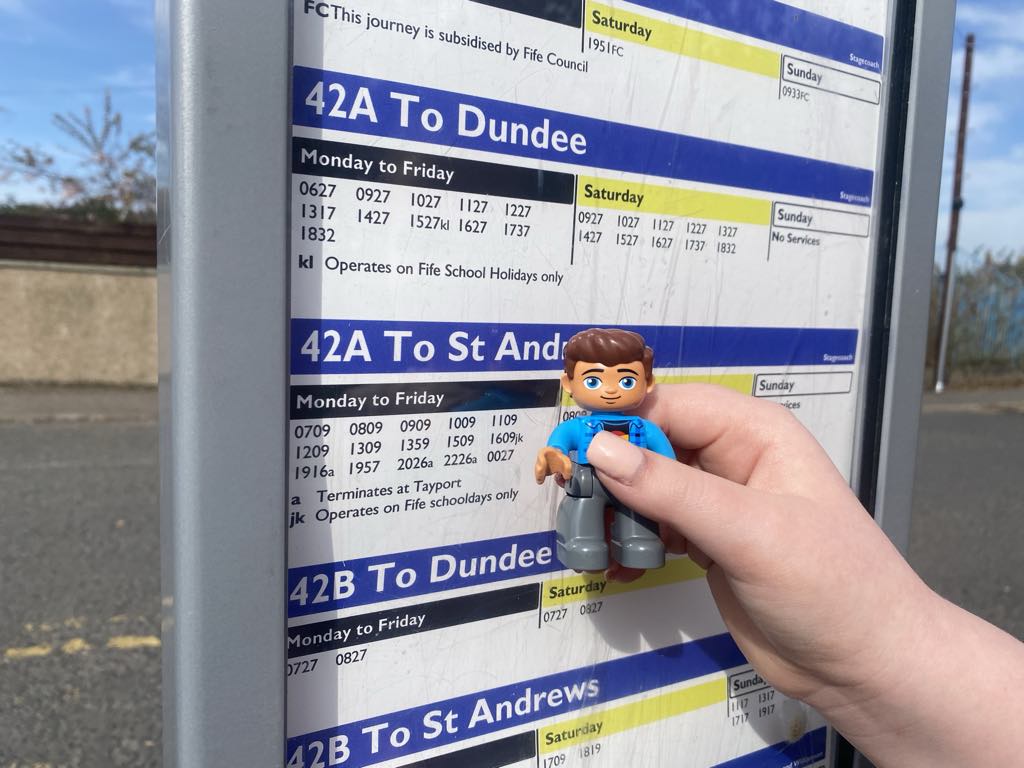 FC This journey is subsidised by Fife Council
Saturday
1951FC
Stagecoach
Sunday
0933FC
42A To Dundee
Stagecoach
Monday to Friday
0627 0927 1027 1127 1227
1317 1427 1527kl 1627 1737
1832
Saturday
0927 1027 1127 1227 1327
1427 1527 1627 1737 1832
Sunday
No Services
kl Operates on Fife School Holidays only
42A To St Andr
Stagecoach
Monday to Friday
0709 0809 0909 1009 1109
1209 1309 1359 1509 1609jk
1916a 1957 2026a 2226a 0027
Sunday
a Terminates at Tayport
jk Operates on Fife schooldays only
42B To Dundee
Monday to Friday
0727 0827
Saturday
0727 0827
42B To St Andrews
Saturday
1709 1819
Sunday
1117 1317
1717 1917